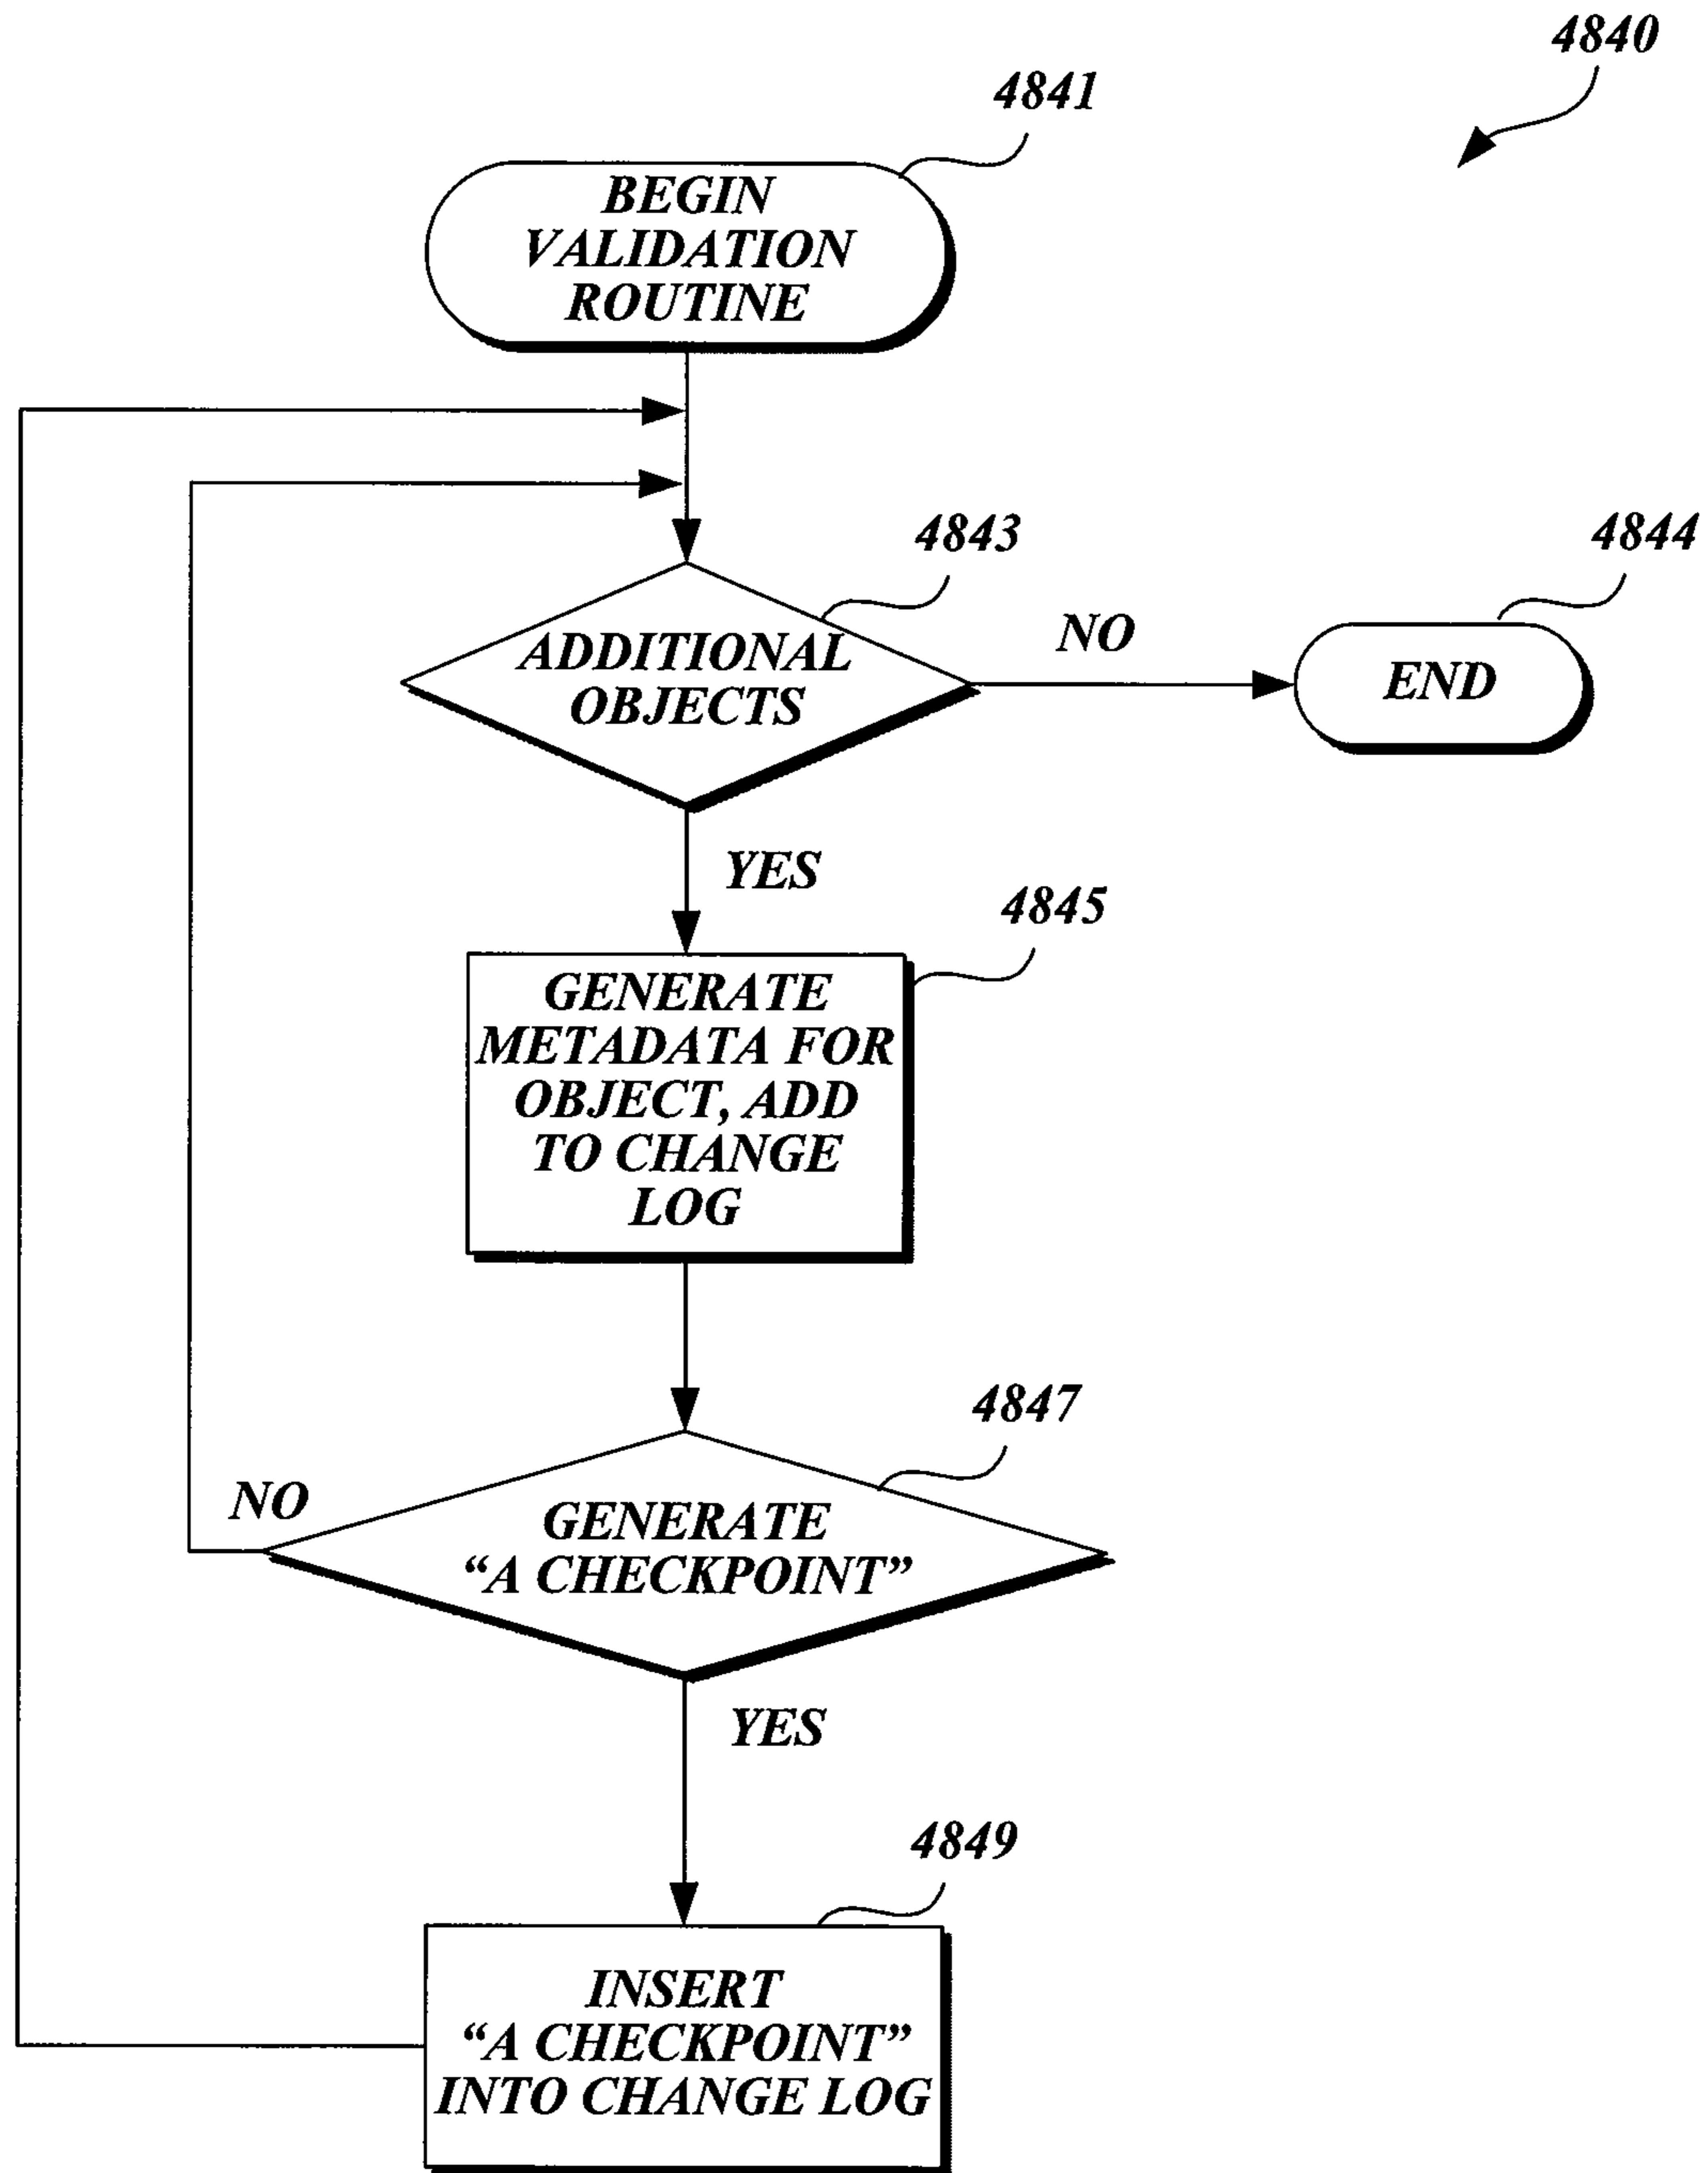 4840
4841
BEGIN
VALIDATION
ROUTINE
4843
4844
ADDITIONAL
OBJECTS
NO
END
YES
4845
GENERATE
METADATA FOR
OBJECT, ADD
TO CHANGE
LOG
4847
NO
GENERATE
“A CHECKPOINT”
YES
4849
INSERT
“A CHECKPOINT”
INTO CHANGE LOG